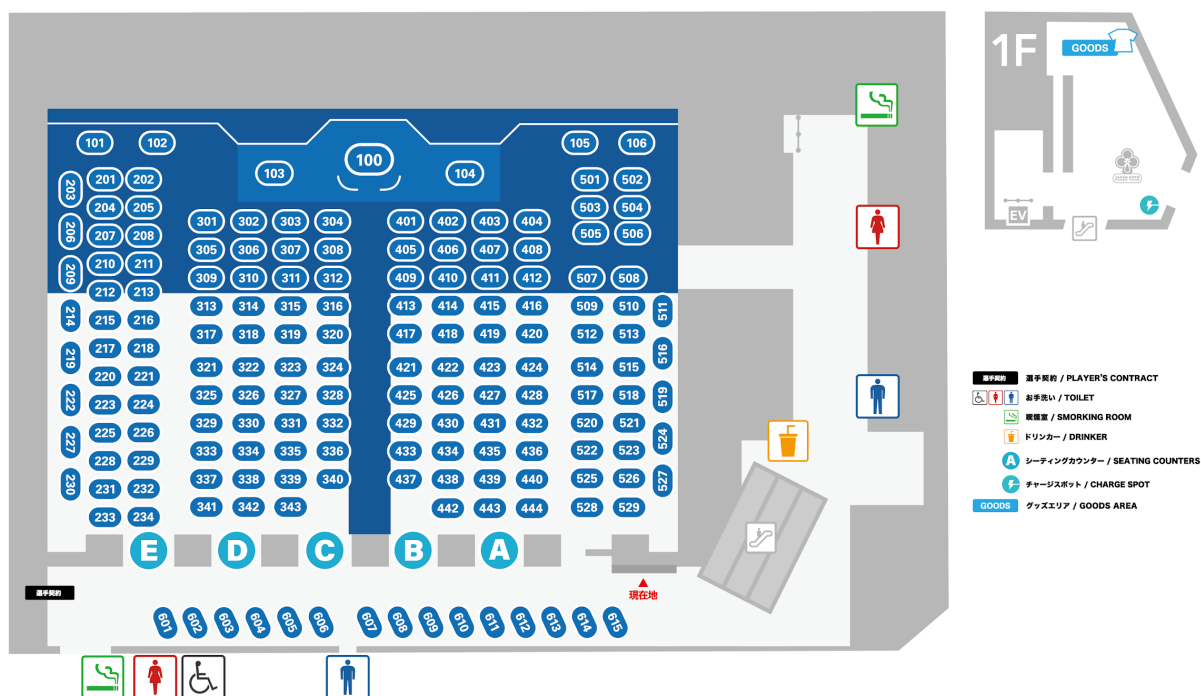 1F
GOODS
EV
101 102 103 100 104 105 106
203 201 202 501 502
204 205 503 504
206 207 208 301 302 303 304 401 402 403 404 505 506
209 210 211 305 306 307 308 405 406 407 408
212 213 309 310 311 312 409 410 411 412 507 508
214 215 216 313 314 315 316 413 414 415 416 509 510 511
217 218 317 318 319 320 417 418 419 420 512 513
219 220 221 321 322 323 324 421 422 423 424 514 515 516
222 223 224 325 326 327 328 425 426 427 428 517 518 519
225 226 329 330 331 332 429 430 431 432 520 521
227 228 229 333 334 335 336 433 434 435 436 522 523 524
230 231 232 337 338 339 340 437 438 439 440 525 526 527
233 234 341 342 343 442 443 444 528 529
E D C B A
選手契約
現在地
601 602 603 604 605 606 607 608 609 610 611 612 613 614 615
選手契約 選手契約 / PLAYER'S CONTRACT
お手洗い / TOILET
喫煙室 / SMORKING ROOM
ドリンカー / DRINKER
A シーティングカウンター / SEATING COUNTERS
チャージスポット / CHARGE SPOT
GOODS グッズエリア / GOODS AREA